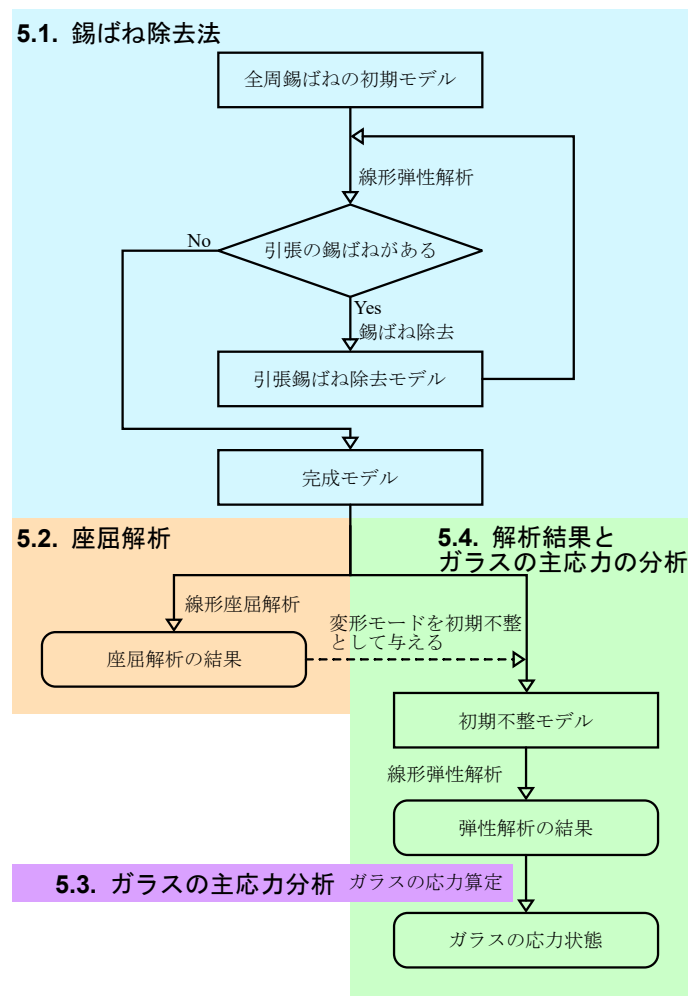 5.1. 錫ばね除去法
全周錫ばねの初期モデル
線形弾性解析
引張の錫ばねがある
No
Yes
錫ばね除去
引張錫ばね除去モデル
完成モデル
5.2. 座屈解析
線形座屈解析
座屈解析の結果
5.4. 解析結果と
ガラスの主応力の分析
変形モードを初期不整
として与える
初期不整モデル
線形弾性解析
弾性解析の結果
5.3. ガラスの主応力分析
ガラスの応力算定
ガラスの応力状態